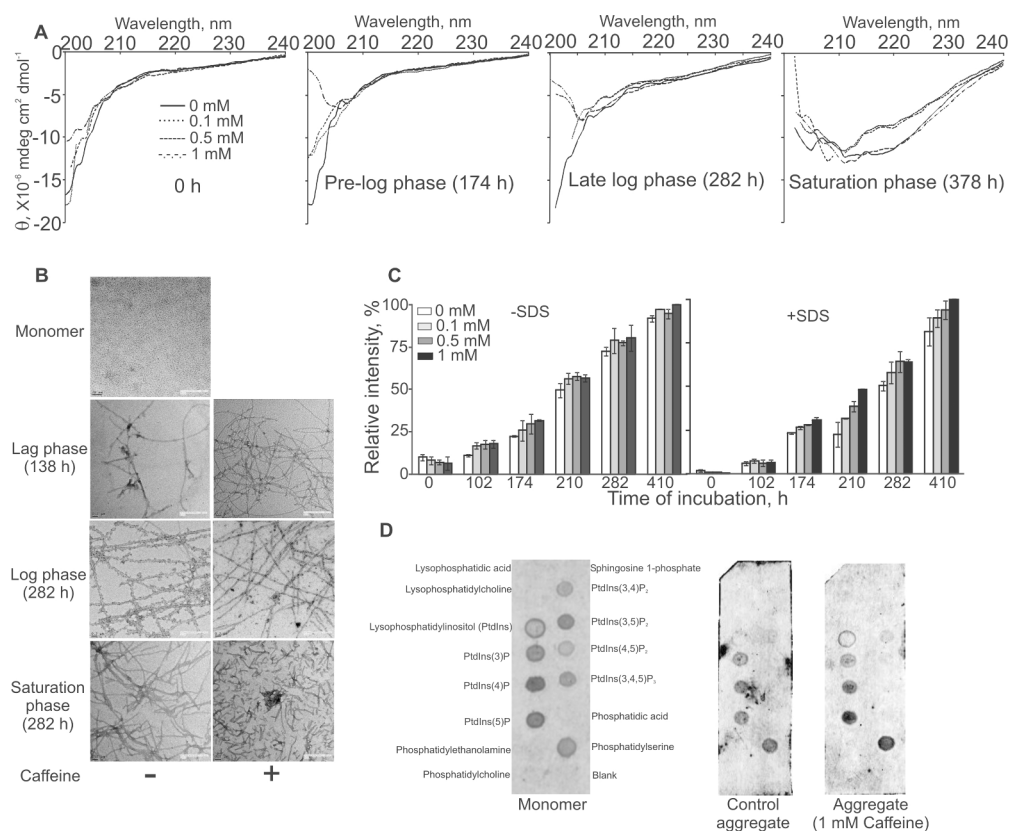 A
Wavelength, nm
Wavelength, nm
Wavelength, nm
Wavelength, nm
200 210 220 230 240
200 210 220 230 240
200 210 220 230 240
200 210 220 230 240
0
-5
-10
-15
-20
θ, X10⁻⁶ mdeg cm² dmol⁻¹
0 mM
0.1 mM
0.5 mM
1 mM
0 h
Pre-log phase (174 h)
Late log phase (282 h)
Saturation phase (378 h)
B
Monomer
Lag phase
(138 h)
Log phase
(282 h)
Saturation
phase
(282 h)
Caffeine
-
+
C
Relative intensity, %
100
75
50
25
0
0 mM
0.1 mM
0.5 mM
1 mM
-SDS
+SDS
0 102 174 210 282 410
0 102 174 210 282 410
Time of incubation, h
D
Lysophosphatidic acid
Sphingosine 1-phosphate
Lysophosphatidylcholine
PtdIns(3,4)P₂
Lysophosphatidylinositol (PtdIns)
PtdIns(3,5)P₂
PtdIns(3)P
PtdIns(4,5)P₂
PtdIns(4)P
PtdIns(3,4,5)P₃
PtdIns(5)P
Phosphatidic acid
Phosphatidylethanolamine
Phosphatidylserine
Phosphatidylcholine
Blank
Monomer
Control
aggregate
Aggregate
(1 mM Caffeine)